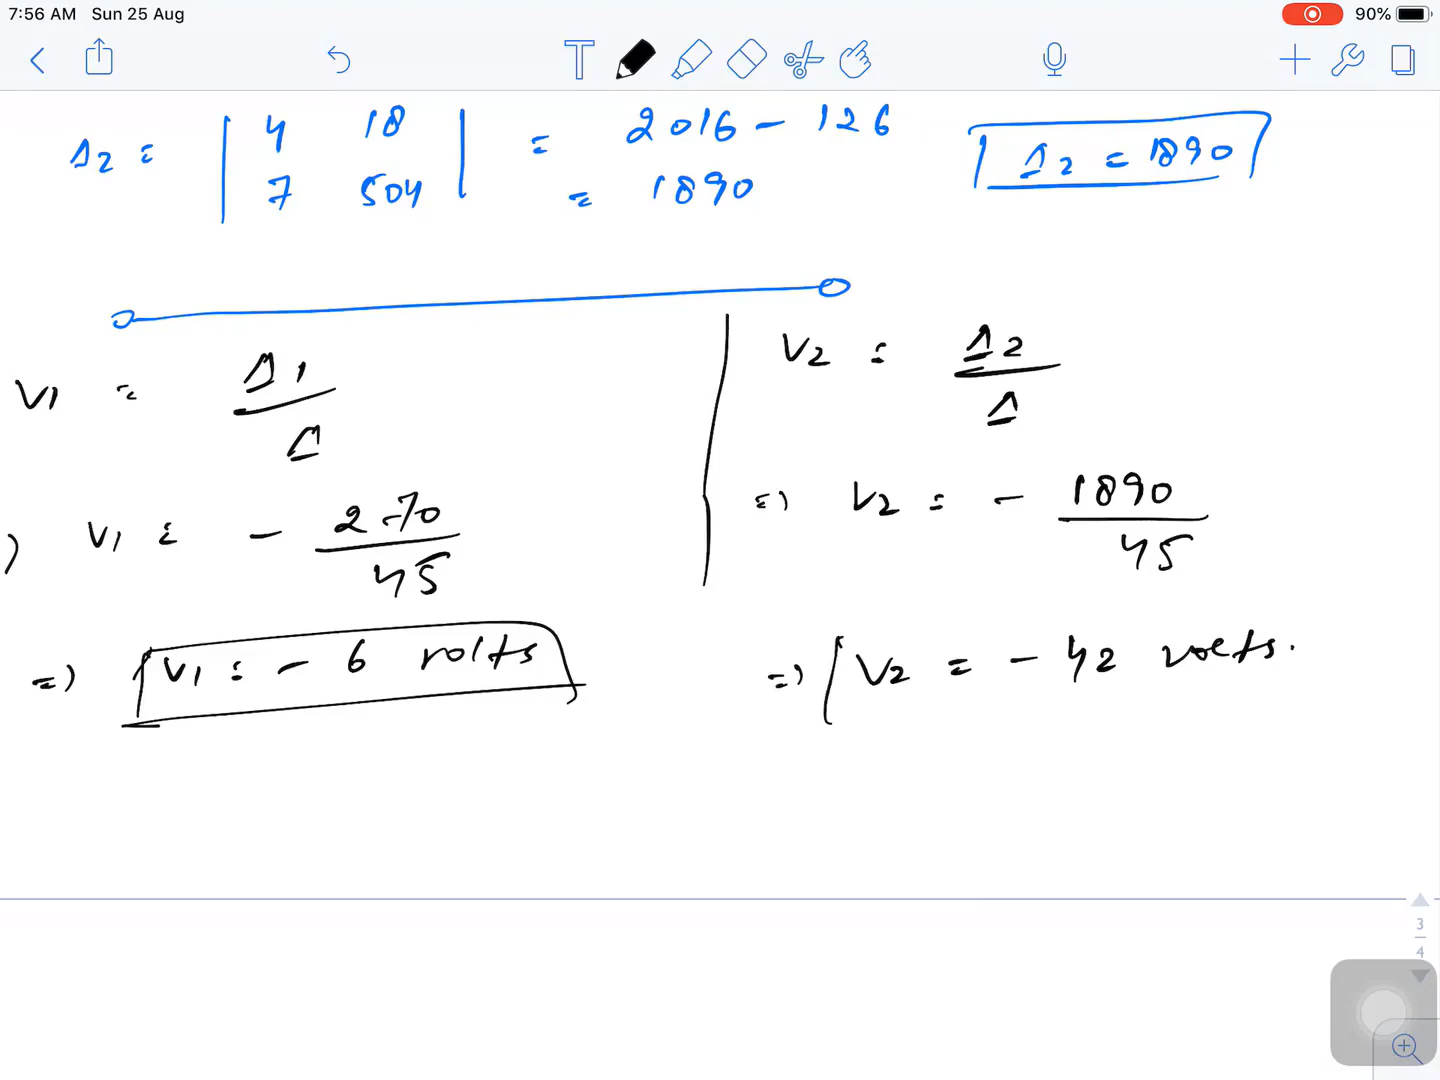 7:56 AM Sun 25 Aug 90%
Δ2 = | 4 18 | = 2016 - 126
| 7 504 | = 1890
Δ2 = 1890
V1 = Δ1 / Δ
V2 = Δ2 / Δ
) V1 = - 270 / 45
=) V2 = - 1890 / 45
=) V1 = - 6 volts
=) V2 = - 42 volts.
3
4